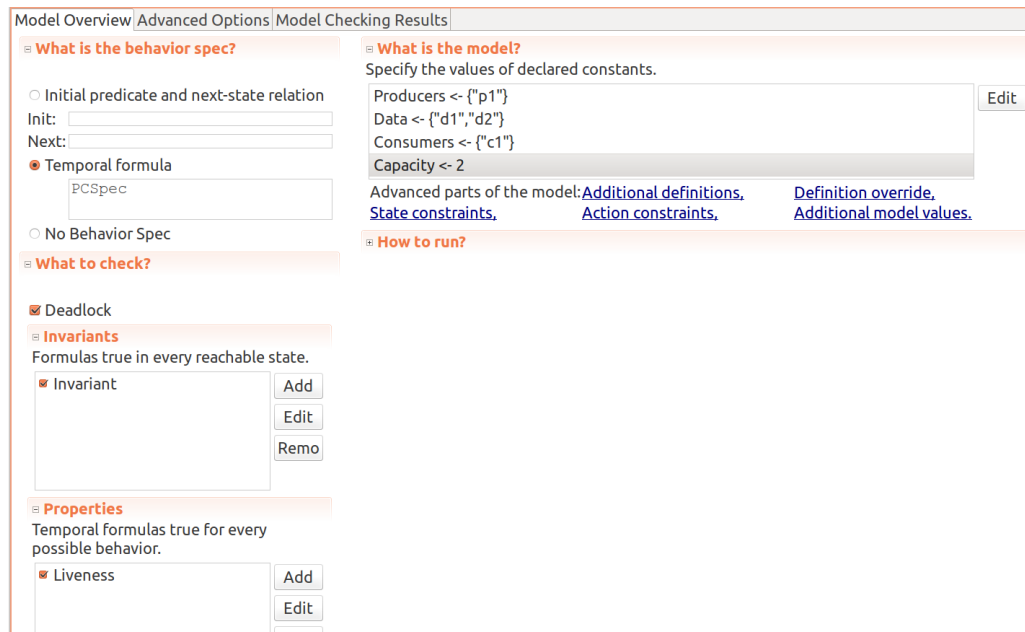 Model Overview Advanced Options Model Checking Results
What is the behavior spec?
Initial predicate and next-state relation
Init:
Next:
Temporal formula
PCSpec
No Behavior Spec
What to check?
Deadlock
Invariants
Formulas true in every reachable state.
Invariant
Add
Edit
Remo
Properties
Temporal formulas true for every
possible behavior.
Liveness
Add
Edit
What is the model?
Specify the values of declared constants.
Producers <- {"p1"}
Data <- {"d1","d2"}
Consumers <- {"c1"}
Capacity <- 2
Edit
Advanced parts of the model: Additional definitions, Definition override,
State constraints, Action constraints, Additional model values.
How to run?